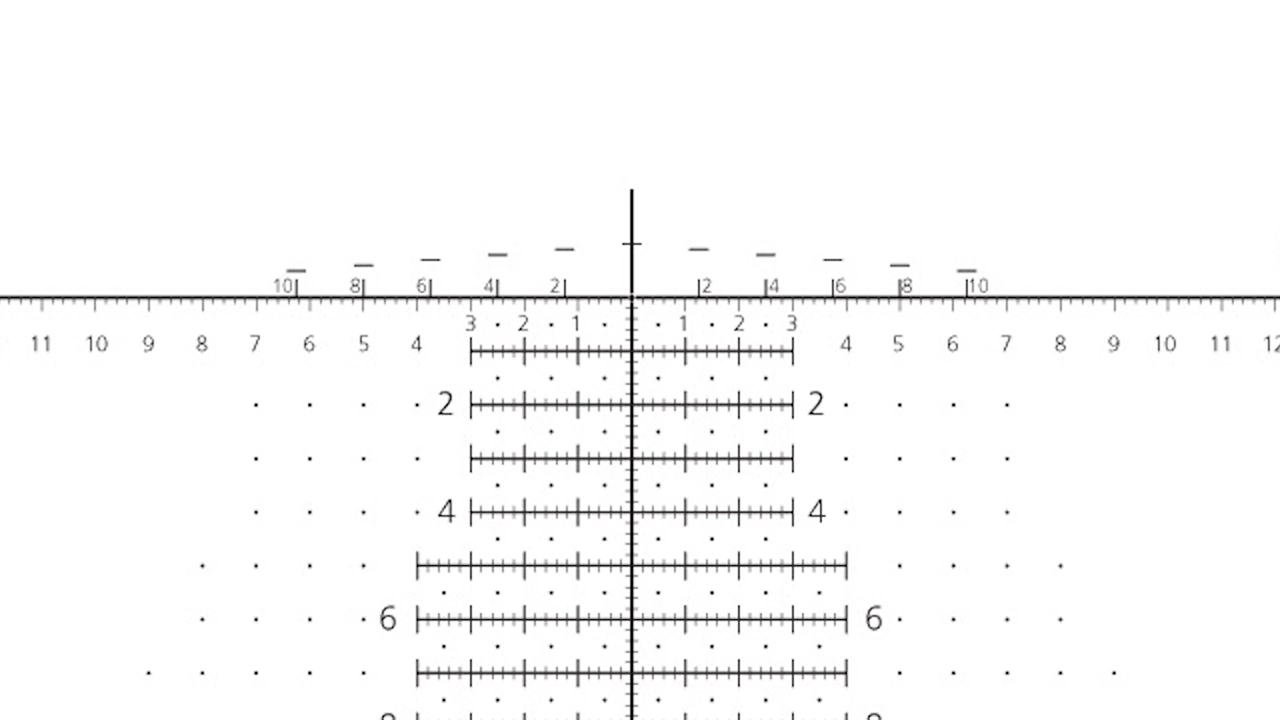 10 8 6 4 2 2 4 6 8 10
3 2 1 1 2 3
11 10 9 8 7 6 5 4 4 5 6 7 8 9 10 11
2 2
4 4
6 6